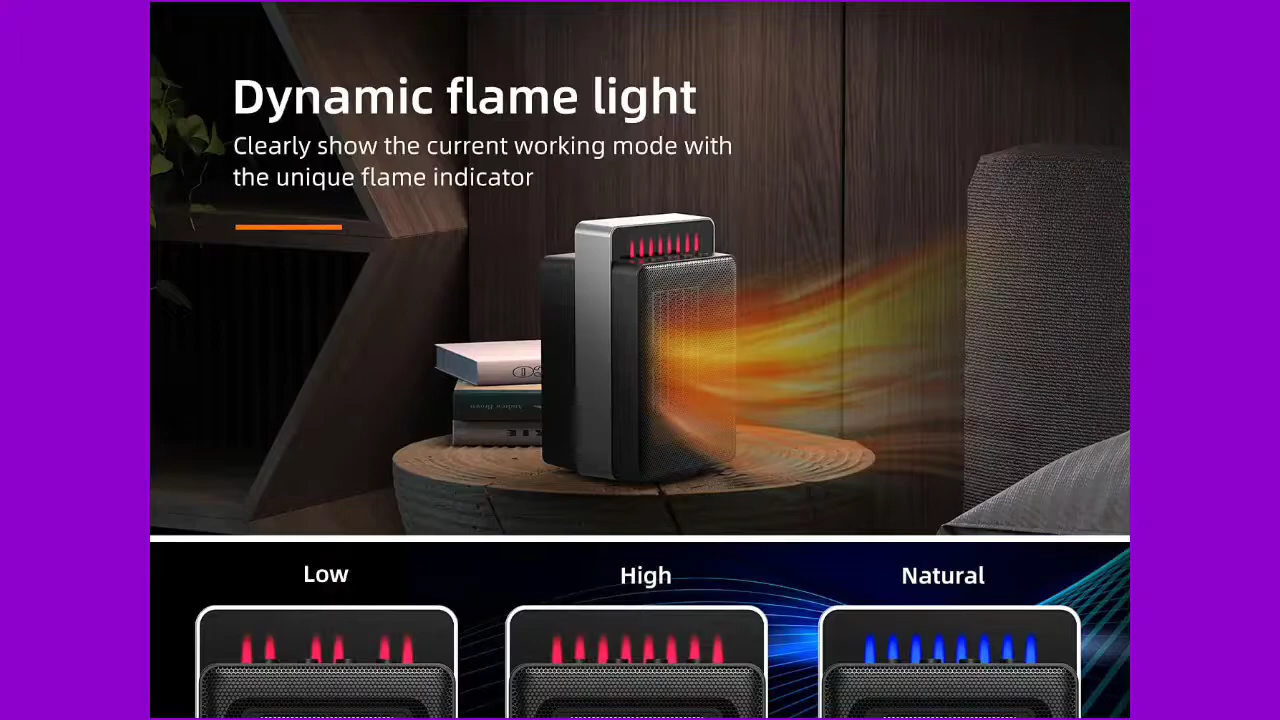 Dynamic flame light
Clearly show the current working mode with
the unique flame indicator
Low
High
Natural